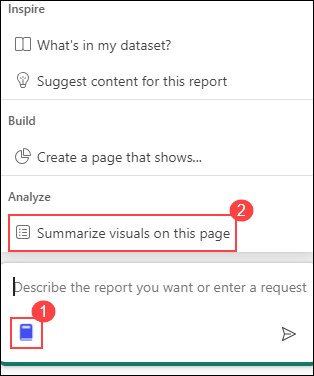 Inspire
What's in my dataset?
Suggest content for this report
Build
Create a page that shows...
Analyze
2
Summarize visuals on this page
Describe the report you want or enter a request
1